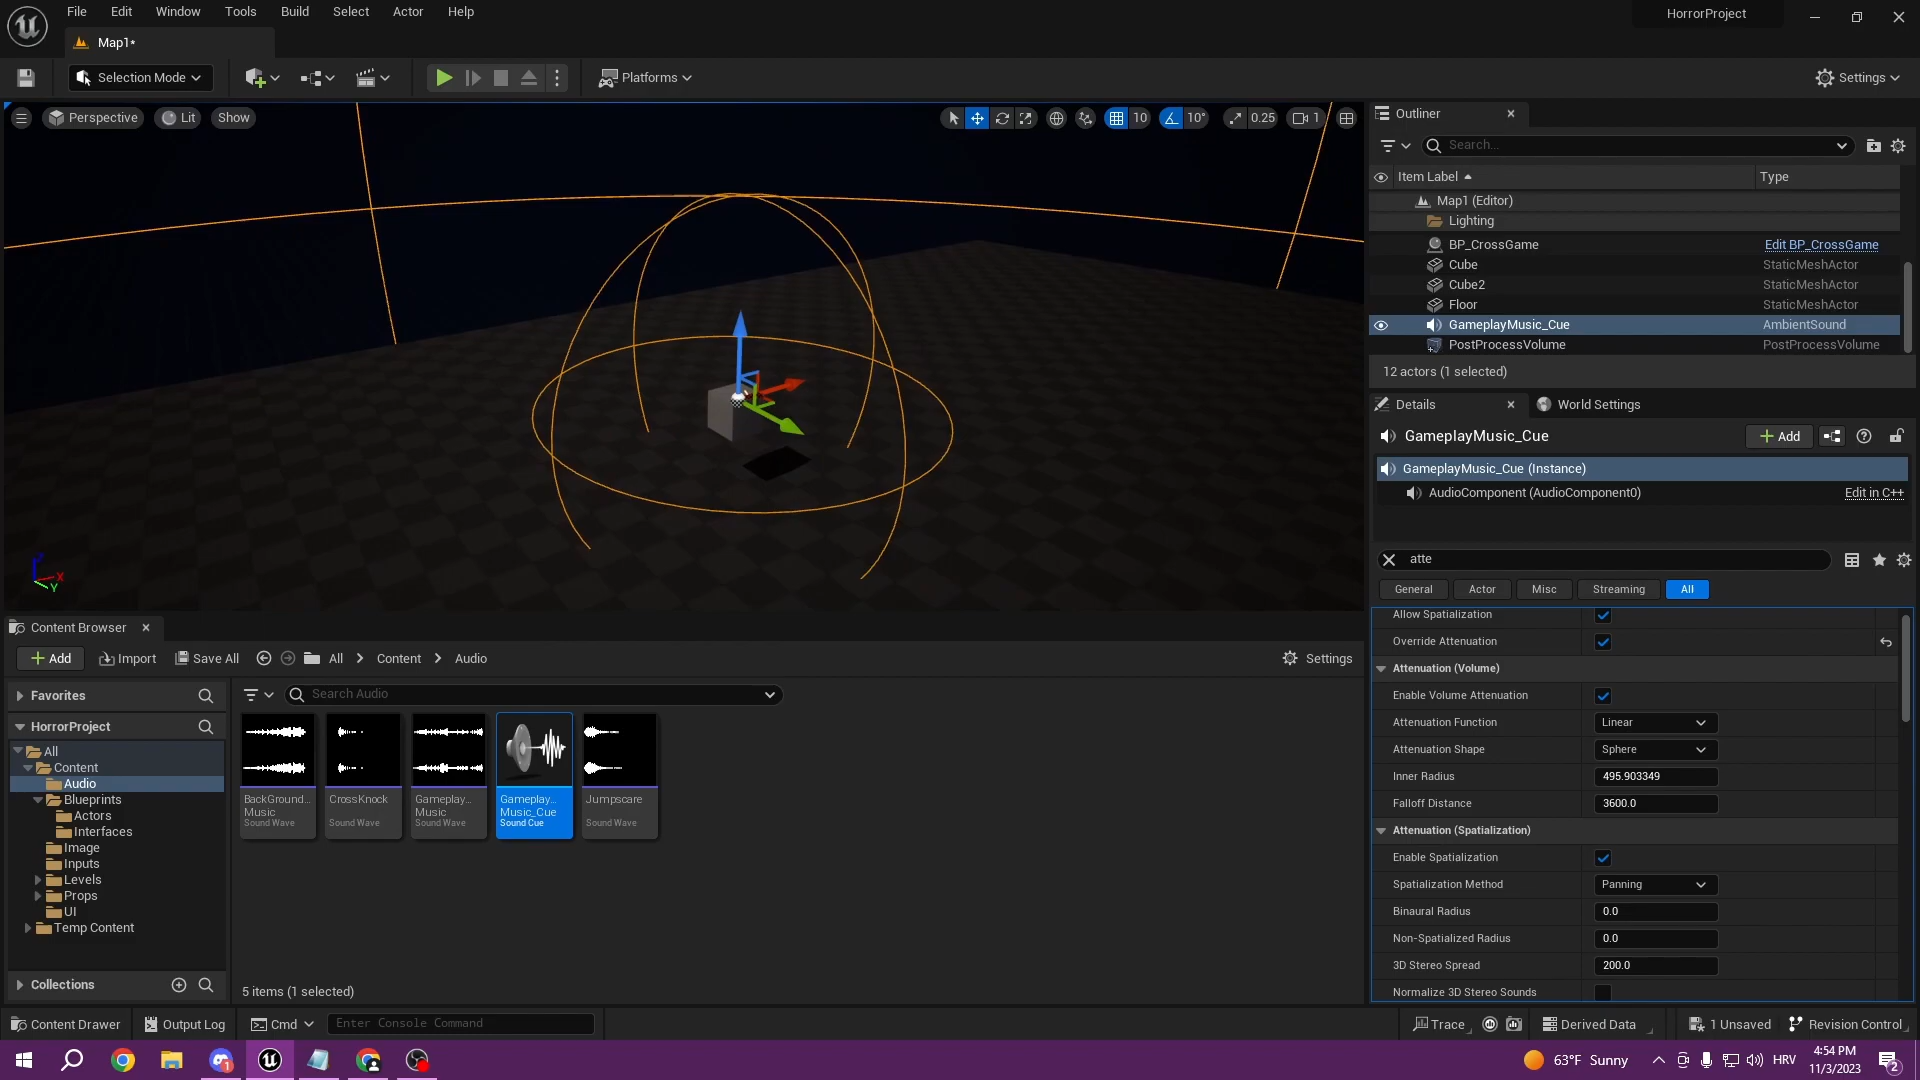 File Edit Window Tools Build Select Actor Help
HorrorProject
Map1*
Selection Mode
Platforms
Settings
Perspective Lit Show
10 10° 0.25 1
Outliner
Search...
Item Label Type
Map1 (Editor)
Lighting
BP_CrossGame Edit BP_CrossGame
Cube StaticMeshActor
Cube2 StaticMeshActor
Floor StaticMeshActor
GameplayMusic_Cue AmbientSound
PostProcessVolume PostProcessVolume
12 actors (1 selected)
Details World Settings
GameplayMusic_Cue Add
GameplayMusic_Cue (Instance)
AudioComponent (AudioComponent0) Edit in C++
atte
General Actor Misc Streaming All
Allow Spatialization
Override Attenuation
Attenuation (Volume)
Enable Volume Attenuation
Attenuation Function Linear
Attenuation Shape Sphere
Inner Radius 495.903349
Falloff Distance 3600.0
Attenuation (Spatialization)
Enable Spatialization
Spatialization Method Panning
Binaural Radius 0.0
Non-Spatialized Radius 0.0
3D Stereo Spread 200.0
Normalize 3D Stereo Sounds
X
Y
Content Browser
Add Import Save All All Content Audio Settings
Favorites
HorrorProject
All
Content
Audio
Blueprints
Actors
Interfaces
Image
Inputs
Levels
Props
UI
Temp Content
Collections
Search Audio
BackGround...
Music
Sound Wave
CrossKnock
Sound Wave
Gameplay...
Music
Sound Wave
Gameplay...
Music_Cue
Sound Cue
Jumpscare
Sound Wave
5 items (1 selected)
Content Drawer Output Log Cmd Enter Console Command
Trace Derived Data 1 Unsaved Revision Control
63°F Sunny
HRV
4:54 PM
11/3/2023
2
1